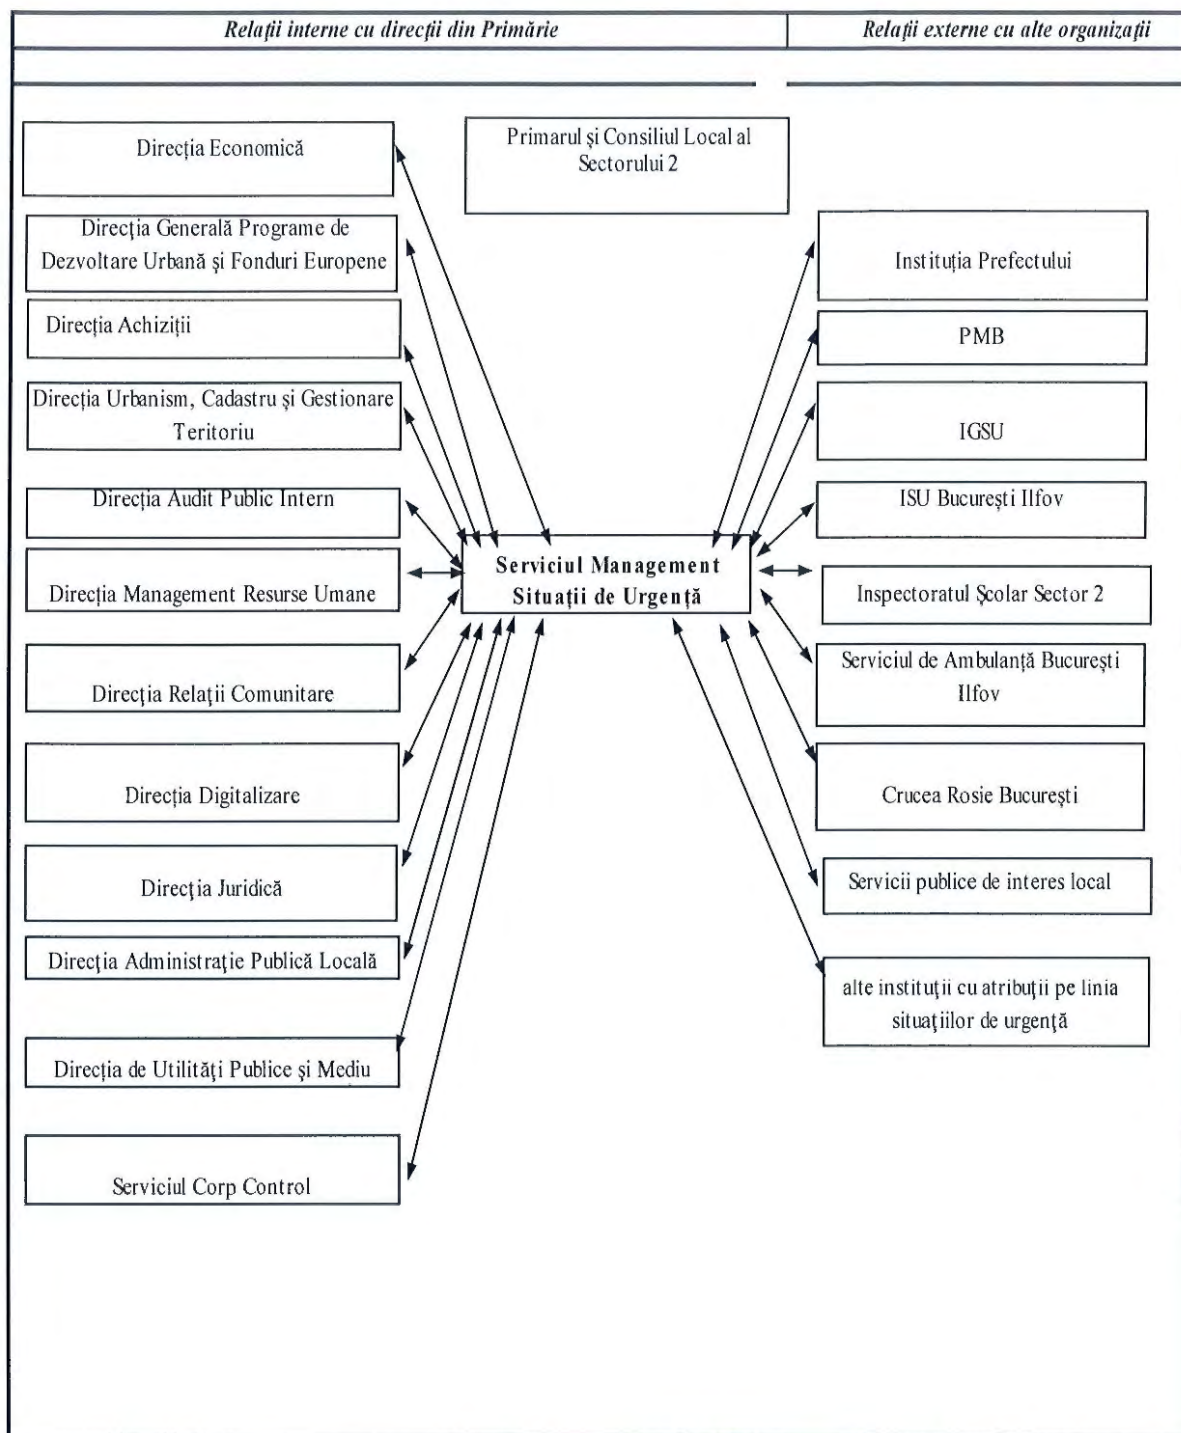 Relații interne cu direcții din Primărie
Relații externe cu alte organizații
Direcția Economică
Primarul și Consiliul Local al
Sectorului 2
Direcția Generală Programe de
Dezvoltare Urbană și Fonduri Europene
Instituția Prefectului
Direcția Achiziții
PMB
Direcția Urbanism, Cadastru și Gestionare
Teritoriu
IGSU
Direcția Audit Public Intern
ISU București Ilfov
Serviciul Management
Situații de Urgență
Direcția Management Resurse Umane
Inspectoratul Școlar Sector 2
Direcția Relații Comunitare
Serviciul de Ambulanță București
Ilfov
Direcția Digitalizare
Crucea Rosie București
Direcția Juridică
Servicii publice de interes local
Direcția Administrație Publică Locală
alte instituții cu atribuții pe linia
situațiilor de urgență
Direcția de Utilități Publice și Mediu
Serviciul Corp Control